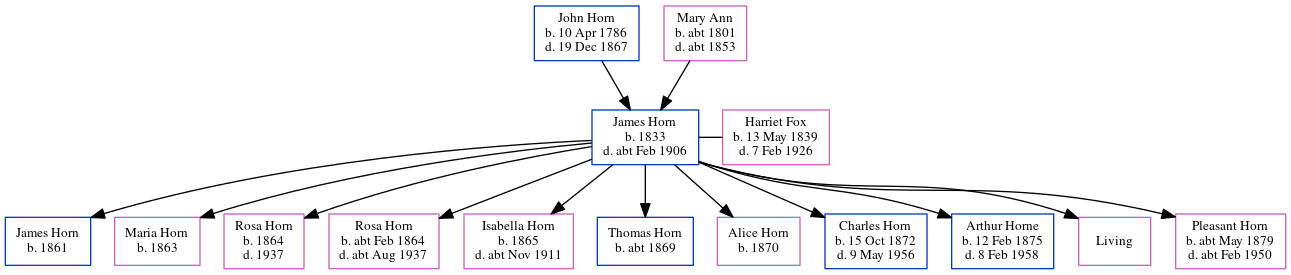 John Horn
b. 10 Apr 1786
d. 19 Dec 1867
Mary Ann
b. abt 1801
d. abt 1853
James Horn
b. 1833
d. abt Feb 1906
Harriet Fox
b. 13 May 1839
d. 7 Feb 1926
James Horn
b. 1861
Maria Horn
b. 1863
Rosa Horn
b. 1864
d. 1937
Rosa Horn
b. abt Feb 1864
d. abt Aug 1937
Isabella Horn
b. 1865
d. abt Nov 1911
Thomas Horn
b. abt 1869
Alice Horn
b. 1870
Charles Horn
b. 15 Oct 1872
d. 9 May 1956
Arthur Horne
b. 12 Feb 1875
d. 8 Feb 1958
Living
Pleasant Horn
b. abt May 1879
d. abt Feb 1950